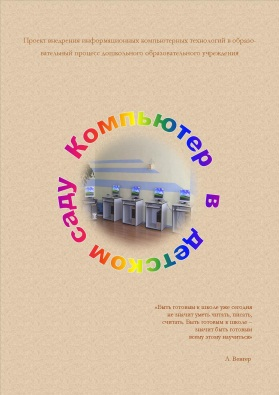 Проект внедрения информационных компьютерных технологий в образо-
вательный процесс дошкольного образовательного учреждения
Компьютер в детском саду
«Быть готовым к школе уже сегодня
не значит уметь читать, писать,
считать. Быть готовым к школе –
значит быть готовым
всему этому научиться»
Л. Венгер